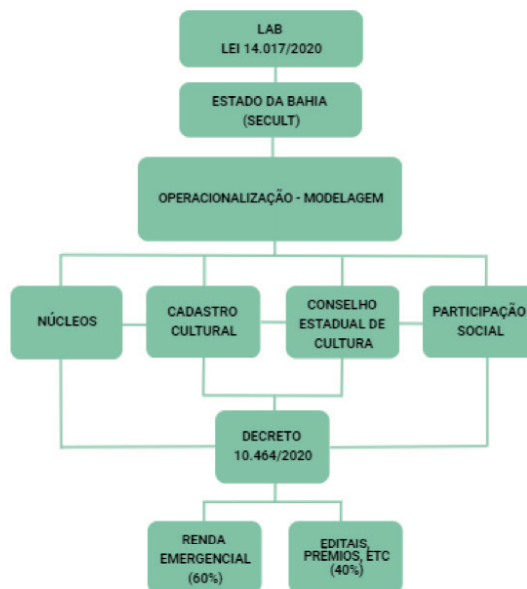 LAB
LEI 14.017/2020
ESTADO DA BAHIA
(SECULT)
OPERACIONALIZAÇÃO - MODELAGEM
NÚCLEOS
CADASTRO
CULTURAL
CONSELHO
ESTADUAL DE
CULTURA
PARTICIPAÇÃO
SOCIAL
DECRETO
10.464/2020
RENDA
EMERGENCIAL
(60%)
EDITAIS,
PRÊMIOS, ETC
(40%)